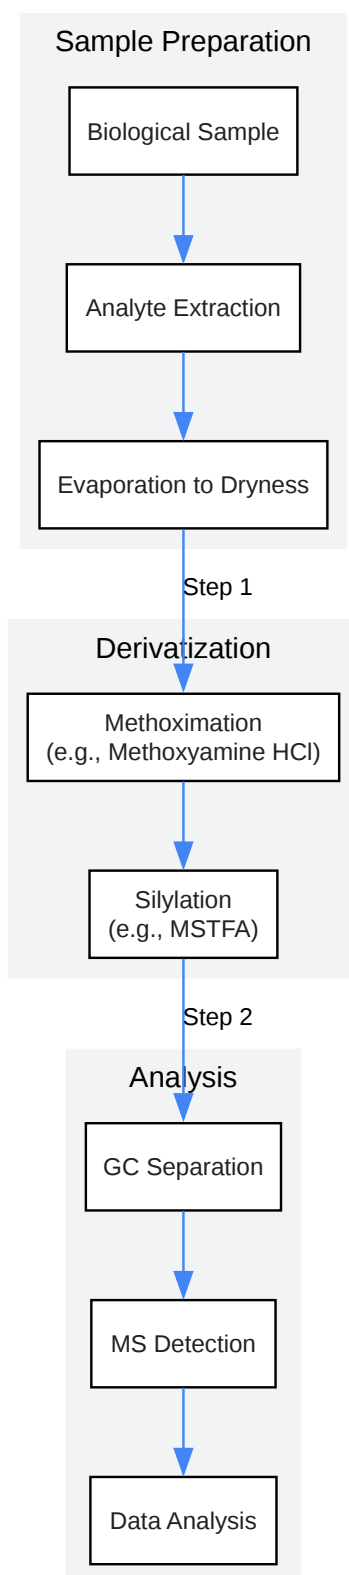 Sample Preparation
Biological Sample
Analyte Extraction
Evaporation to Dryness
Step 1
Derivatization
Methoximation
(e.g., Methoxyamine HCl)
Silylation
(e.g., MSTFA)
Step 2
Analysis
GC Separation
MS Detection
Data Analysis